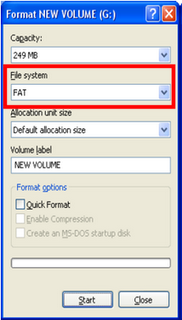 Format NEW VOLUME (G:)
Capacity:
249 MB
File system
FAT
Allocation unit size
Default allocation size
Volume label
NEW VOLUME
Format options
Quick Format
Enable Compression
Create an MS-DOS startup disk
Start
Close